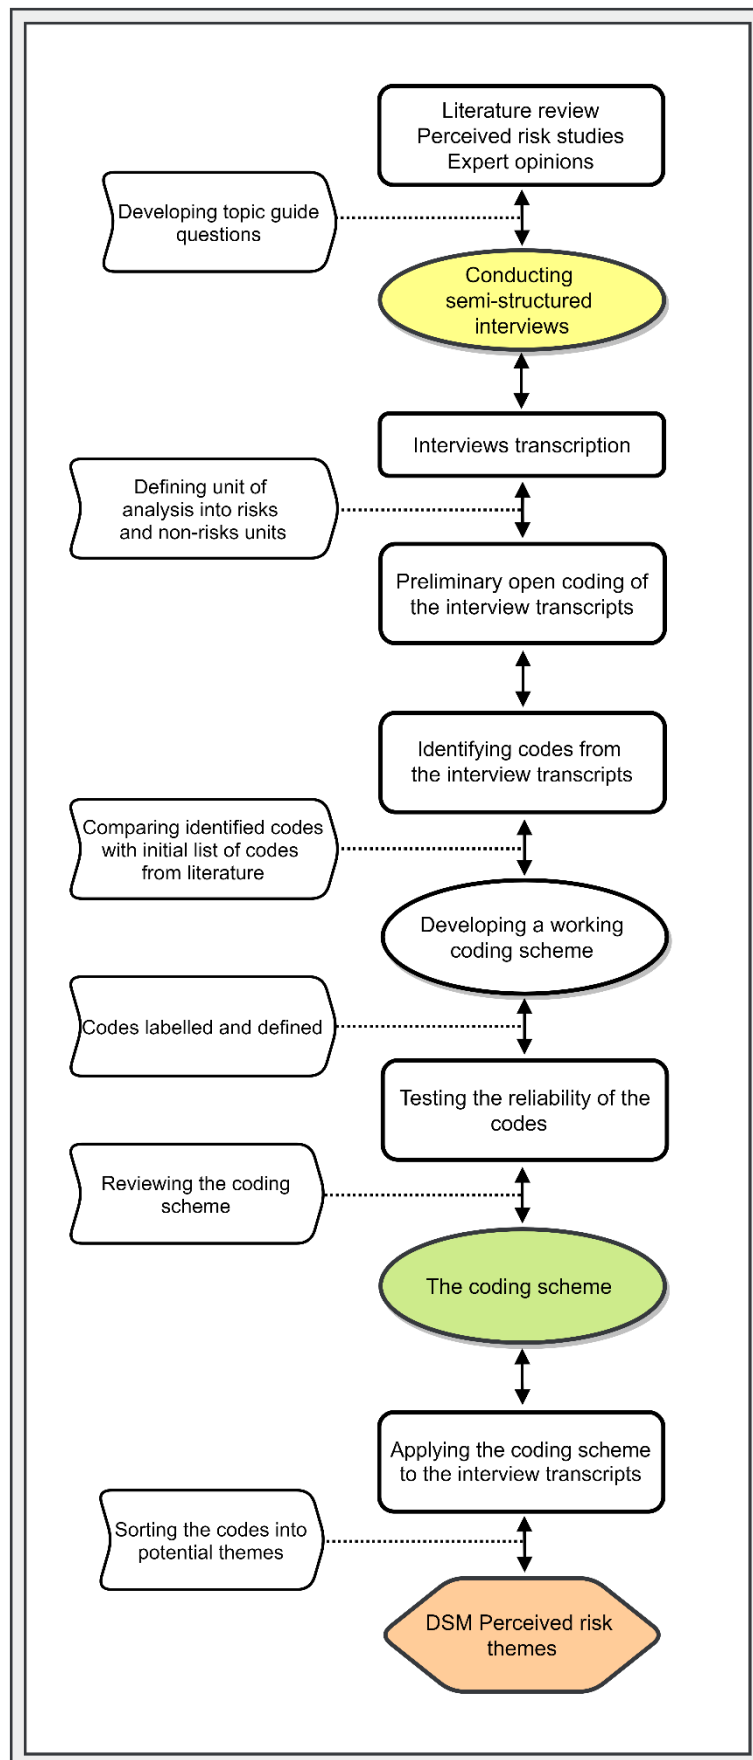 Literature review
Perceived risk studies
Expert opinions
Developing topic guide
questions
Conducting
semi-structured
interviews
Interviews transcription
Defining unit of
analysis into risks
and non-risks units
Preliminary open coding of
the interview transcripts
Identifying codes from
the interview transcripts
Comparing identified codes
with initial list of codes
from literature
Developing a working
coding scheme
Codes labelled and defined
Testing the reliability of the
codes
Reviewing the coding
scheme
The coding scheme
Applying the coding scheme
to the interview transcripts
Sorting the codes into
potential themes
DSM Perceived risk
themes